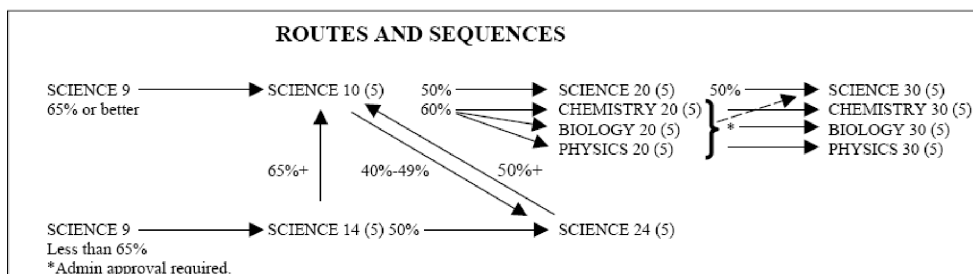 ROUTES AND SEQUENCES
SCIENCE 9 SCIENCE 10 (5) 50% SCIENCE 20 (5) 50% SCIENCE 30 (5)
65% or better 60% CHEMISTRY 20 (5) CHEMISTRY 30 (5)
BIOLOGY 20 (5) * BIOLOGY 30 (5)
PHYSICS 20 (5) PHYSICS 30 (5)
65%+ 40%-49% 50%+
SCIENCE 9 SCIENCE 14 (5) 50% SCIENCE 24 (5)
Less than 65%
*Admin approval required.